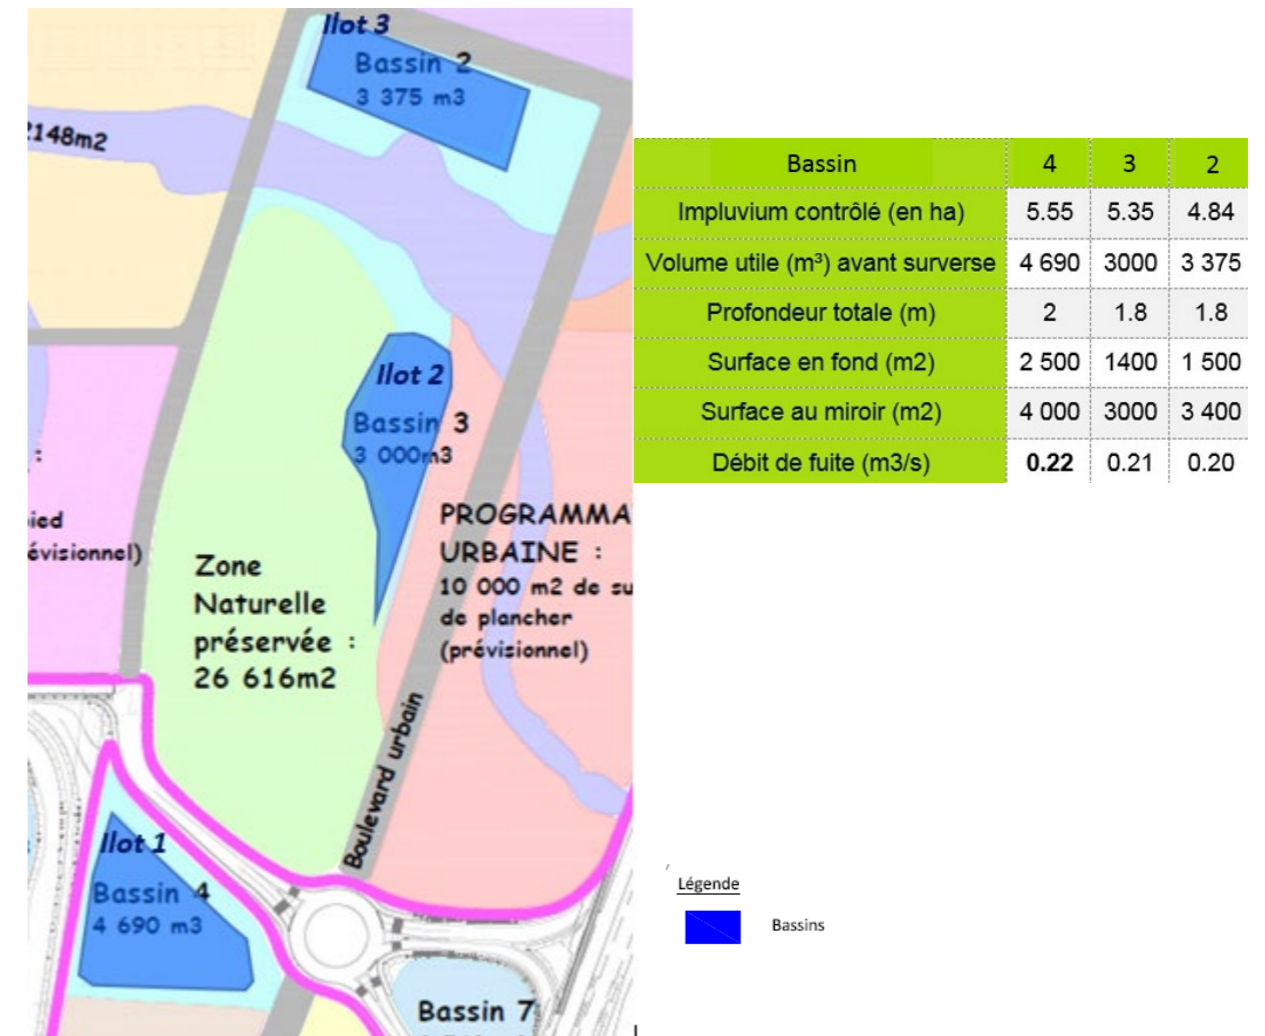 Ilot 3
Bassin 2
3 375 m3
2148m2
Ilot 2
Bassin 3
3 000m3
:
évisionnel)
PROGRAMMA
URBAINE :
10 000 m2 de su
de plancher
(prévisionnel)
Zone
Naturelle
préservée :
26 616m2
Boulevard urbain
Ilot 1
Bassin 4
4 690 m3
Bassin 7
Bassin 4 3 2
Impluvium contrôlé (en ha) 5.55 5.35 4.84
Volume utile (m³) avant surverse 4 690 3000 3 375
Profondeur totale (m) 2 1.8 1.8
Surface en fond (m2) 2 500 1400 1 500
Surface au miroir (m2) 4 000 3000 3 400
Débit de fuite (m3/s) 0.22 0.21 0.20
Légende
Bassins